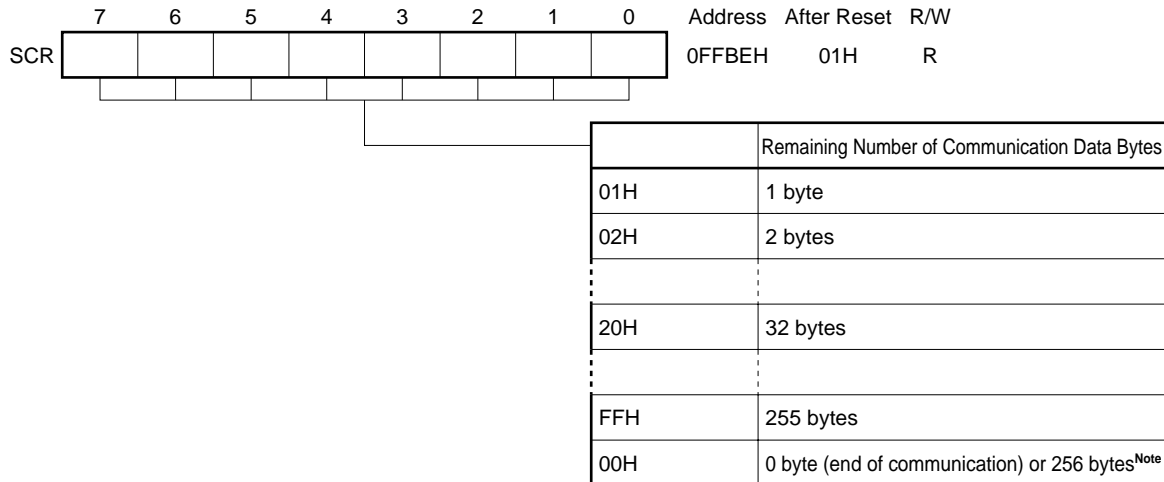 7 6 5 4 3 2 1 0 Address After Reset R/W
SCR 0FFBEH 01H R
Remaining Number of Communication Data Bytes
01H 1 byte
02H 2 bytes
20H 32 bytes
FFH 255 bytes
00H 0 byte (end of communication) or 256 bytesNote